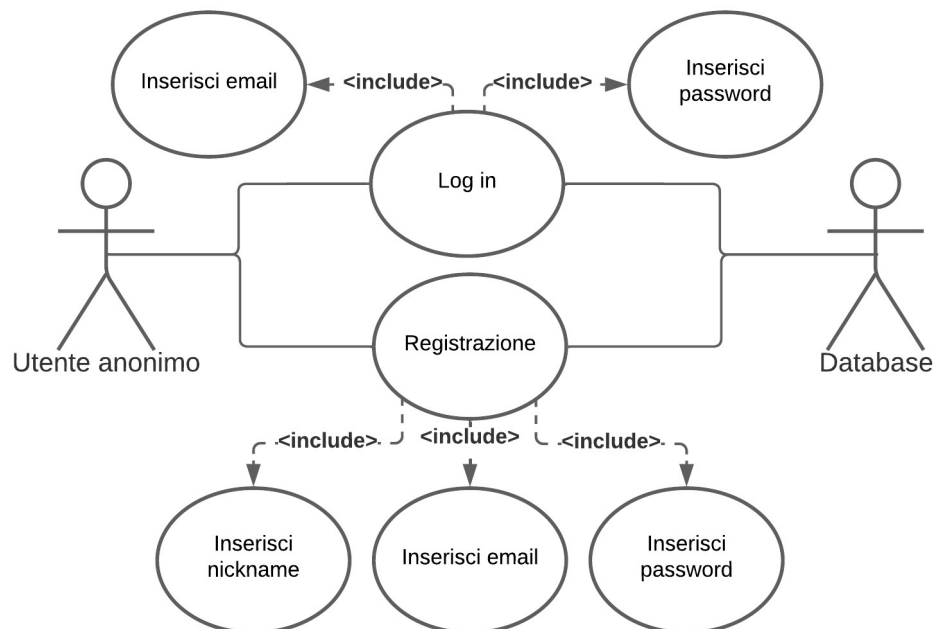 Inserisci email
<include>
<include>
Inserisci
password
Log in
Utente anonimo
Database
Registrazione
<include>
<include>
<include>
Inserisci
nickname
Inserisci email
Inserisci
password